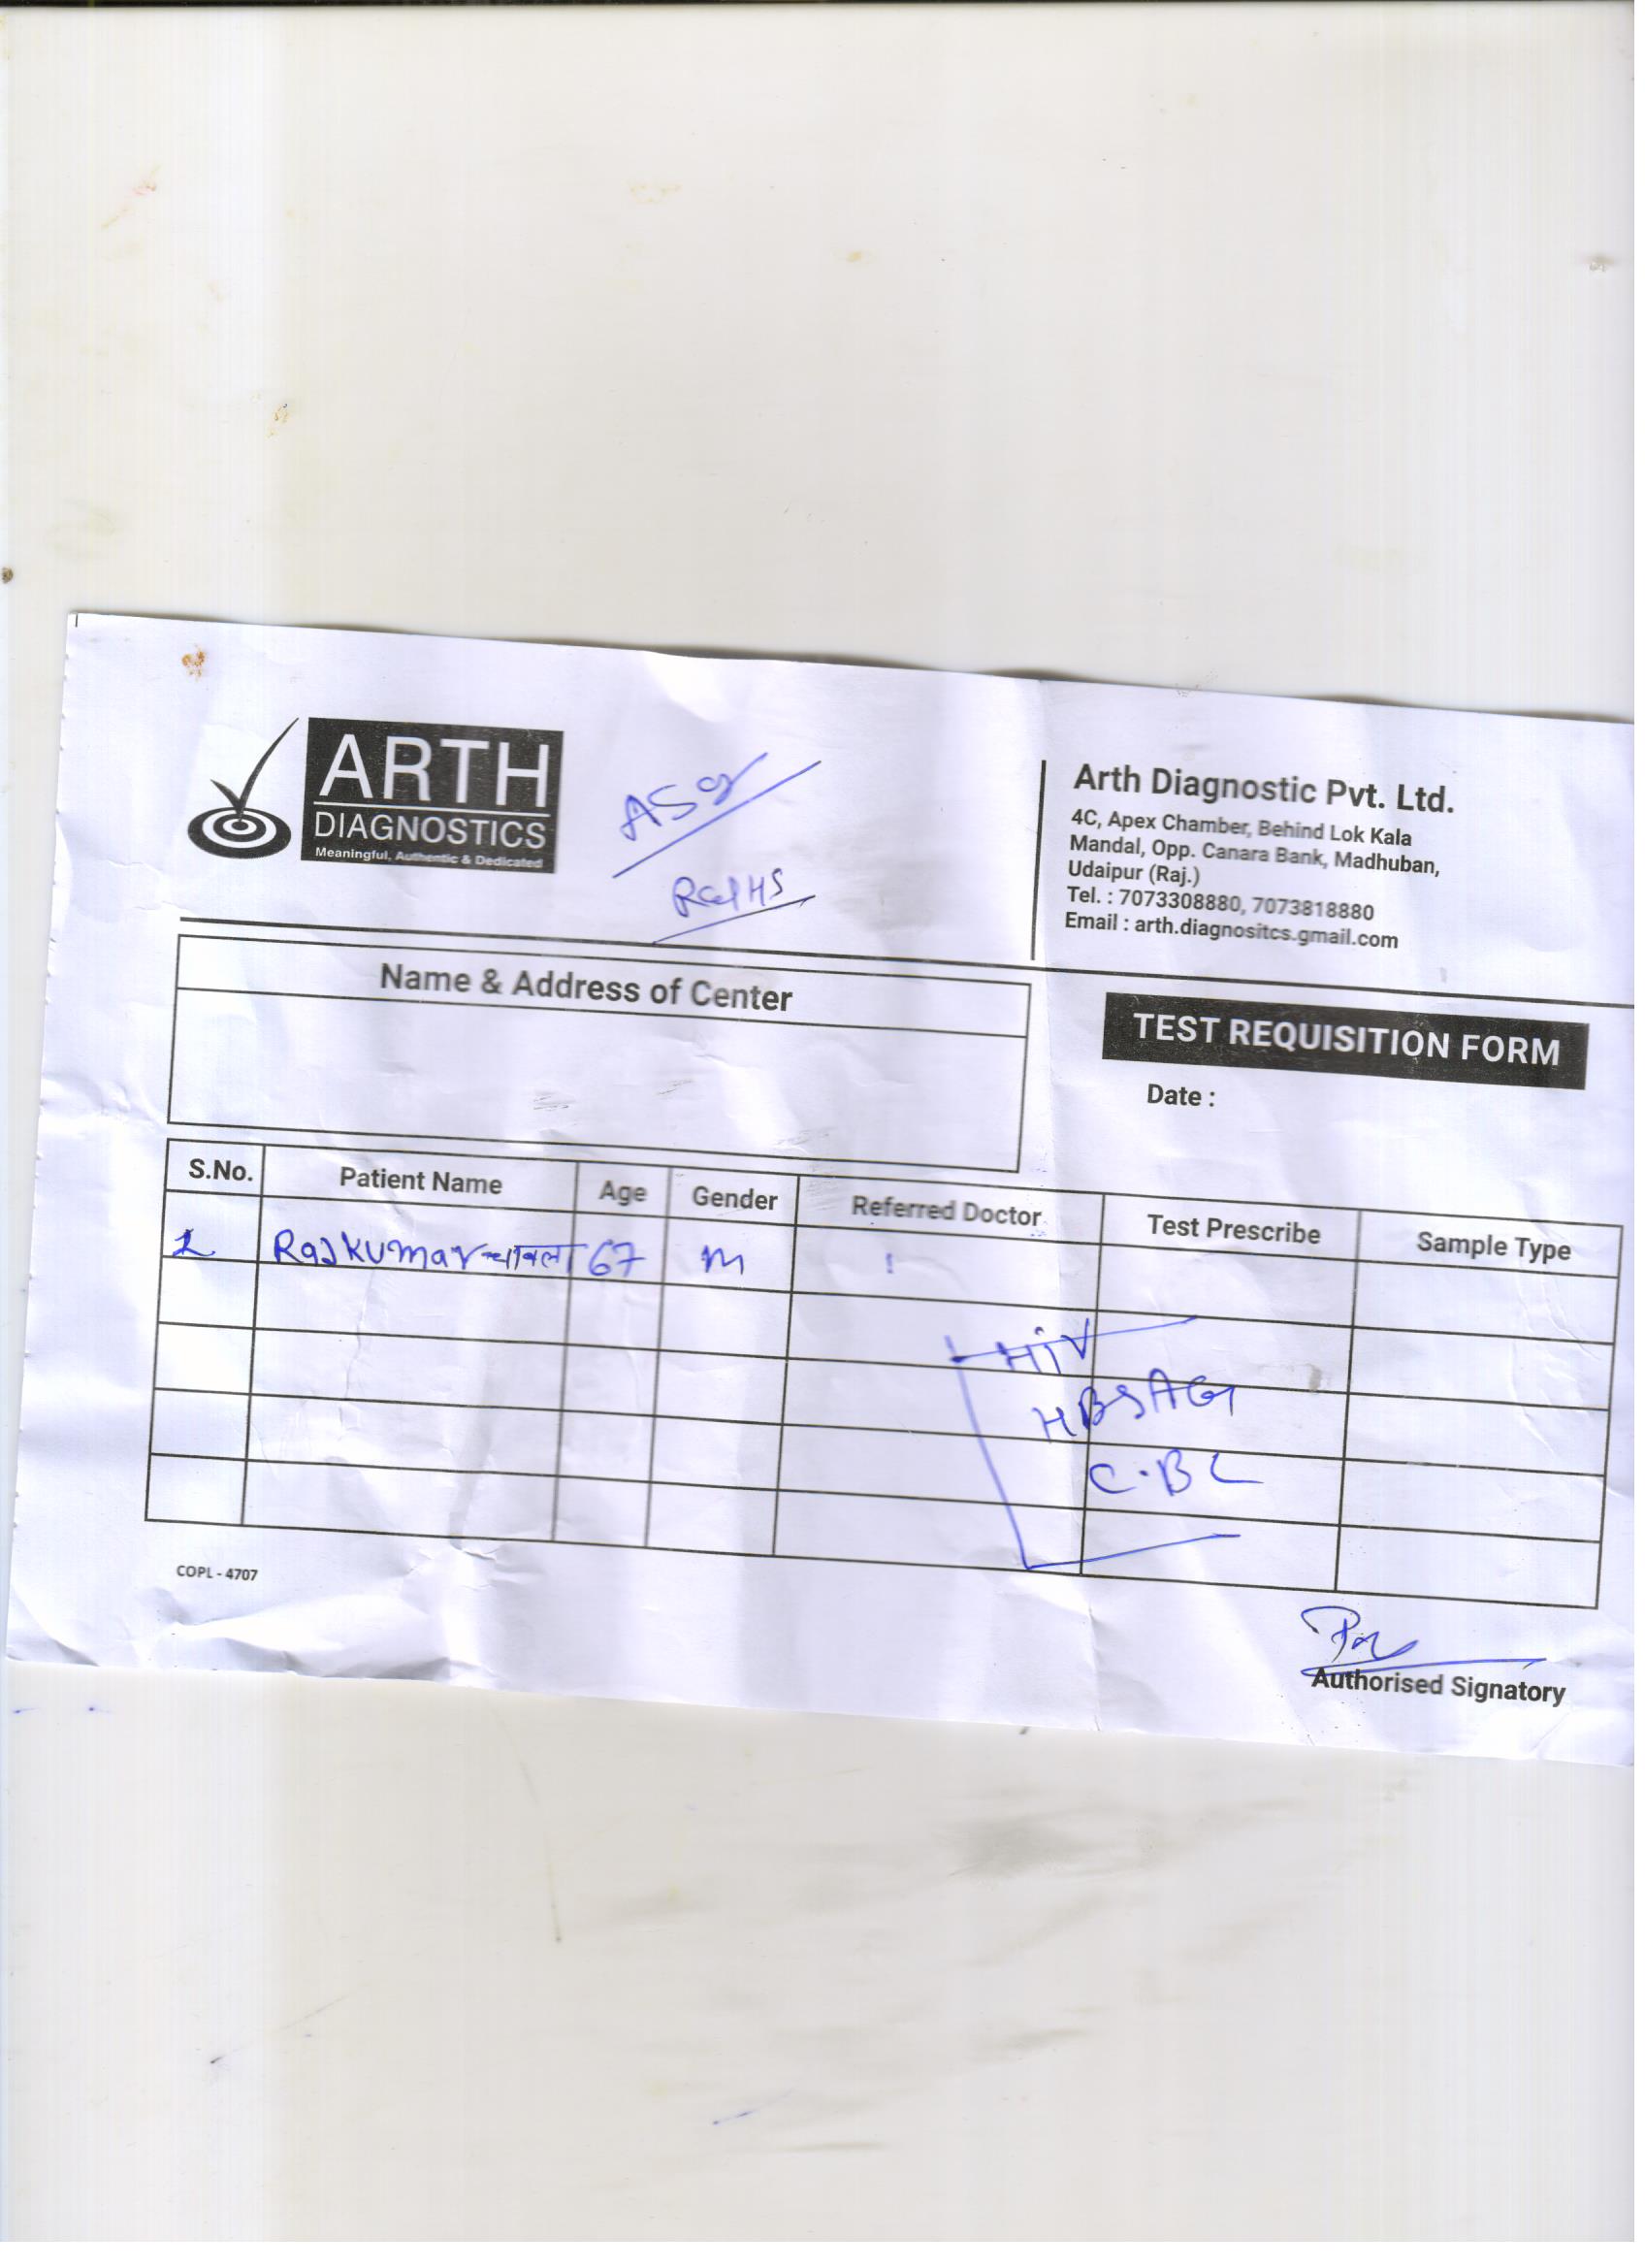 ARTH
DIAGNOSTICS
Meaningful, Authentic & Dedicated
RGHS
Arth Diagnostic Pvt. Ltd.
4C, Apex Chamber, Behind Lok Kala
Mandal, Opp. Canara Bank, Madhuban,
Udaipur (Raj.)
Tel. : 7073308880, 7073818880
Email : arth.diagnositcs.gmail.com
Name & Address of Center
TEST REQUISITION FORM
Date :
S.No. Patient Name Age Gender Referred Doctor Test Prescribe Sample Type
1 Rajkumar चावला 67 M
HiV
HBSAG
C.BC
COPL - 4707
Authorised Signatory